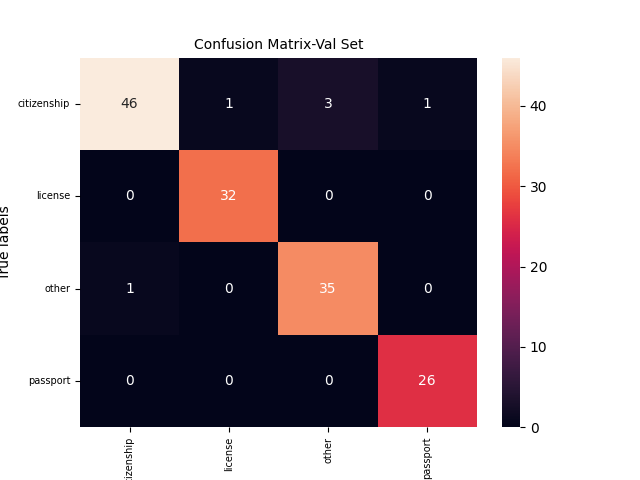 Confusion Matrix-Val Set
citizenship 46 1 3 1
license 0 32 0 0
other 1 0 35 0
passport 0 0 0 26
True labels
tizenship license other passport
40
30
20
10
0